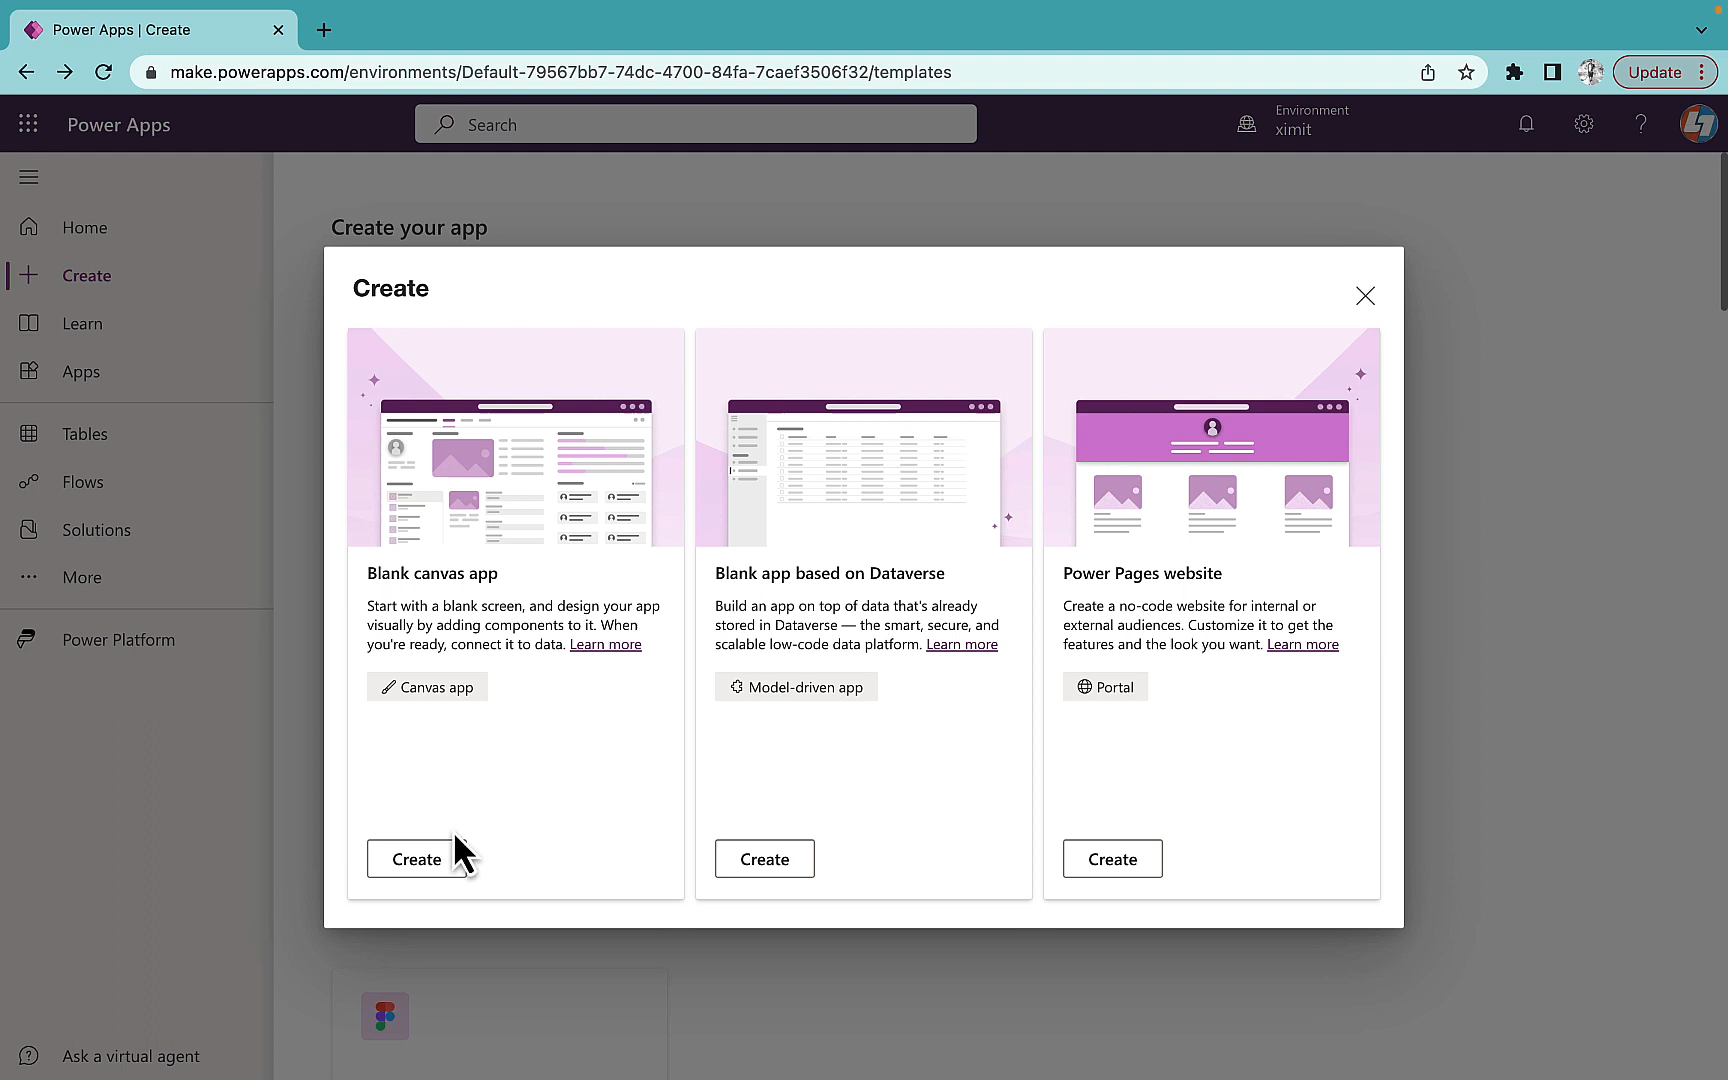 Power Apps | Create
make.powerapps.com/environments/Default-79567bb7-74dc-4700-84fa-7caef3506f32/templates
Update
Power Apps
Search
Environment
ximit
Home
Create
Learn
Apps
Tables
Flows
Solutions
More
Power Platform
Ask a virtual agent
Create your app
Create
Blank canvas app
Start with a blank screen, and design your app
visually by adding components to it. When
you're ready, connect it to data. Learn more
Canvas app
Create
Blank app based on Dataverse
Build an app on top of data that's already
stored in Dataverse — the smart, secure, and
scalable low-code data platform. Learn more
Model-driven app
Create
Power Pages website
Create a no-code website for internal or
external audiences. Customize it to get the
features and the look you want. Learn more
Portal
Create